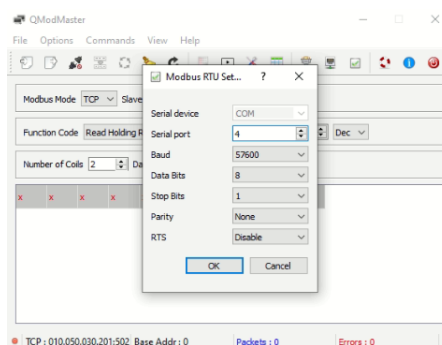 QModMaster
File Options Commands View Help
Modbus RTU Set... ?
Modbus Mode TCP Slave
Serial device COM
Serial port 4
Function Code Read Holding R Dec
Baud 57600
Number of Coils 2 Da
Data Bits 8
Stop Bits 1
x x x x
Parity None
RTS Disable
OK Cancel
TCP : 010.050.030.201:502 Base Addr : 0 Packets : 0 Errors : 0